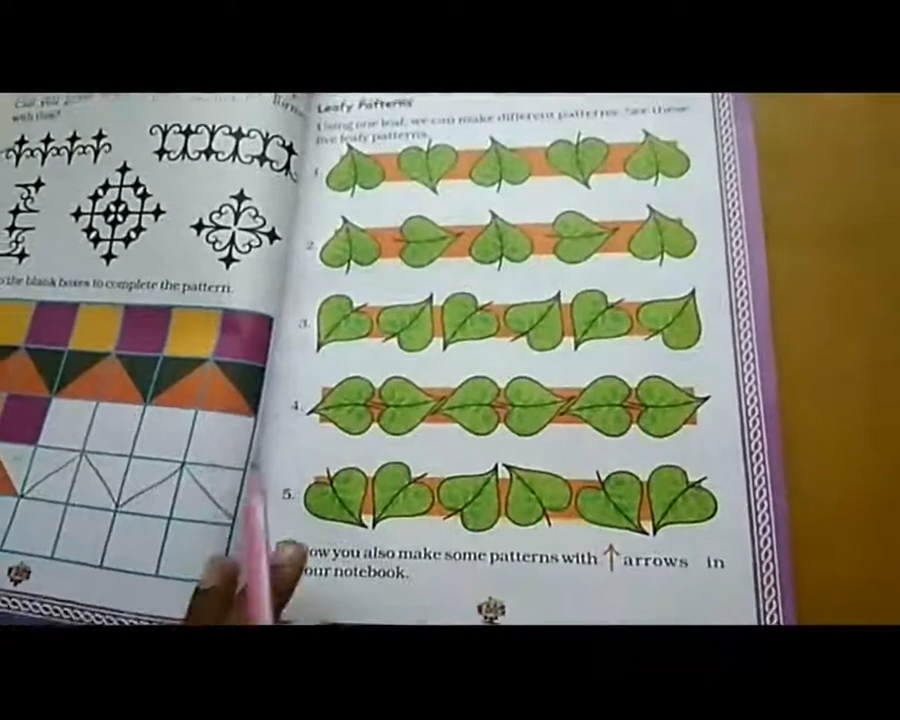 with this?
the blank boxes to complete the pattern.
Leafy Patterns
Using one leaf, we can make different patterns. See these
five leafy patterns.
1.
2.
3.
4.
5.
ow you also make some patterns with ↑ arrows in
our notebook.